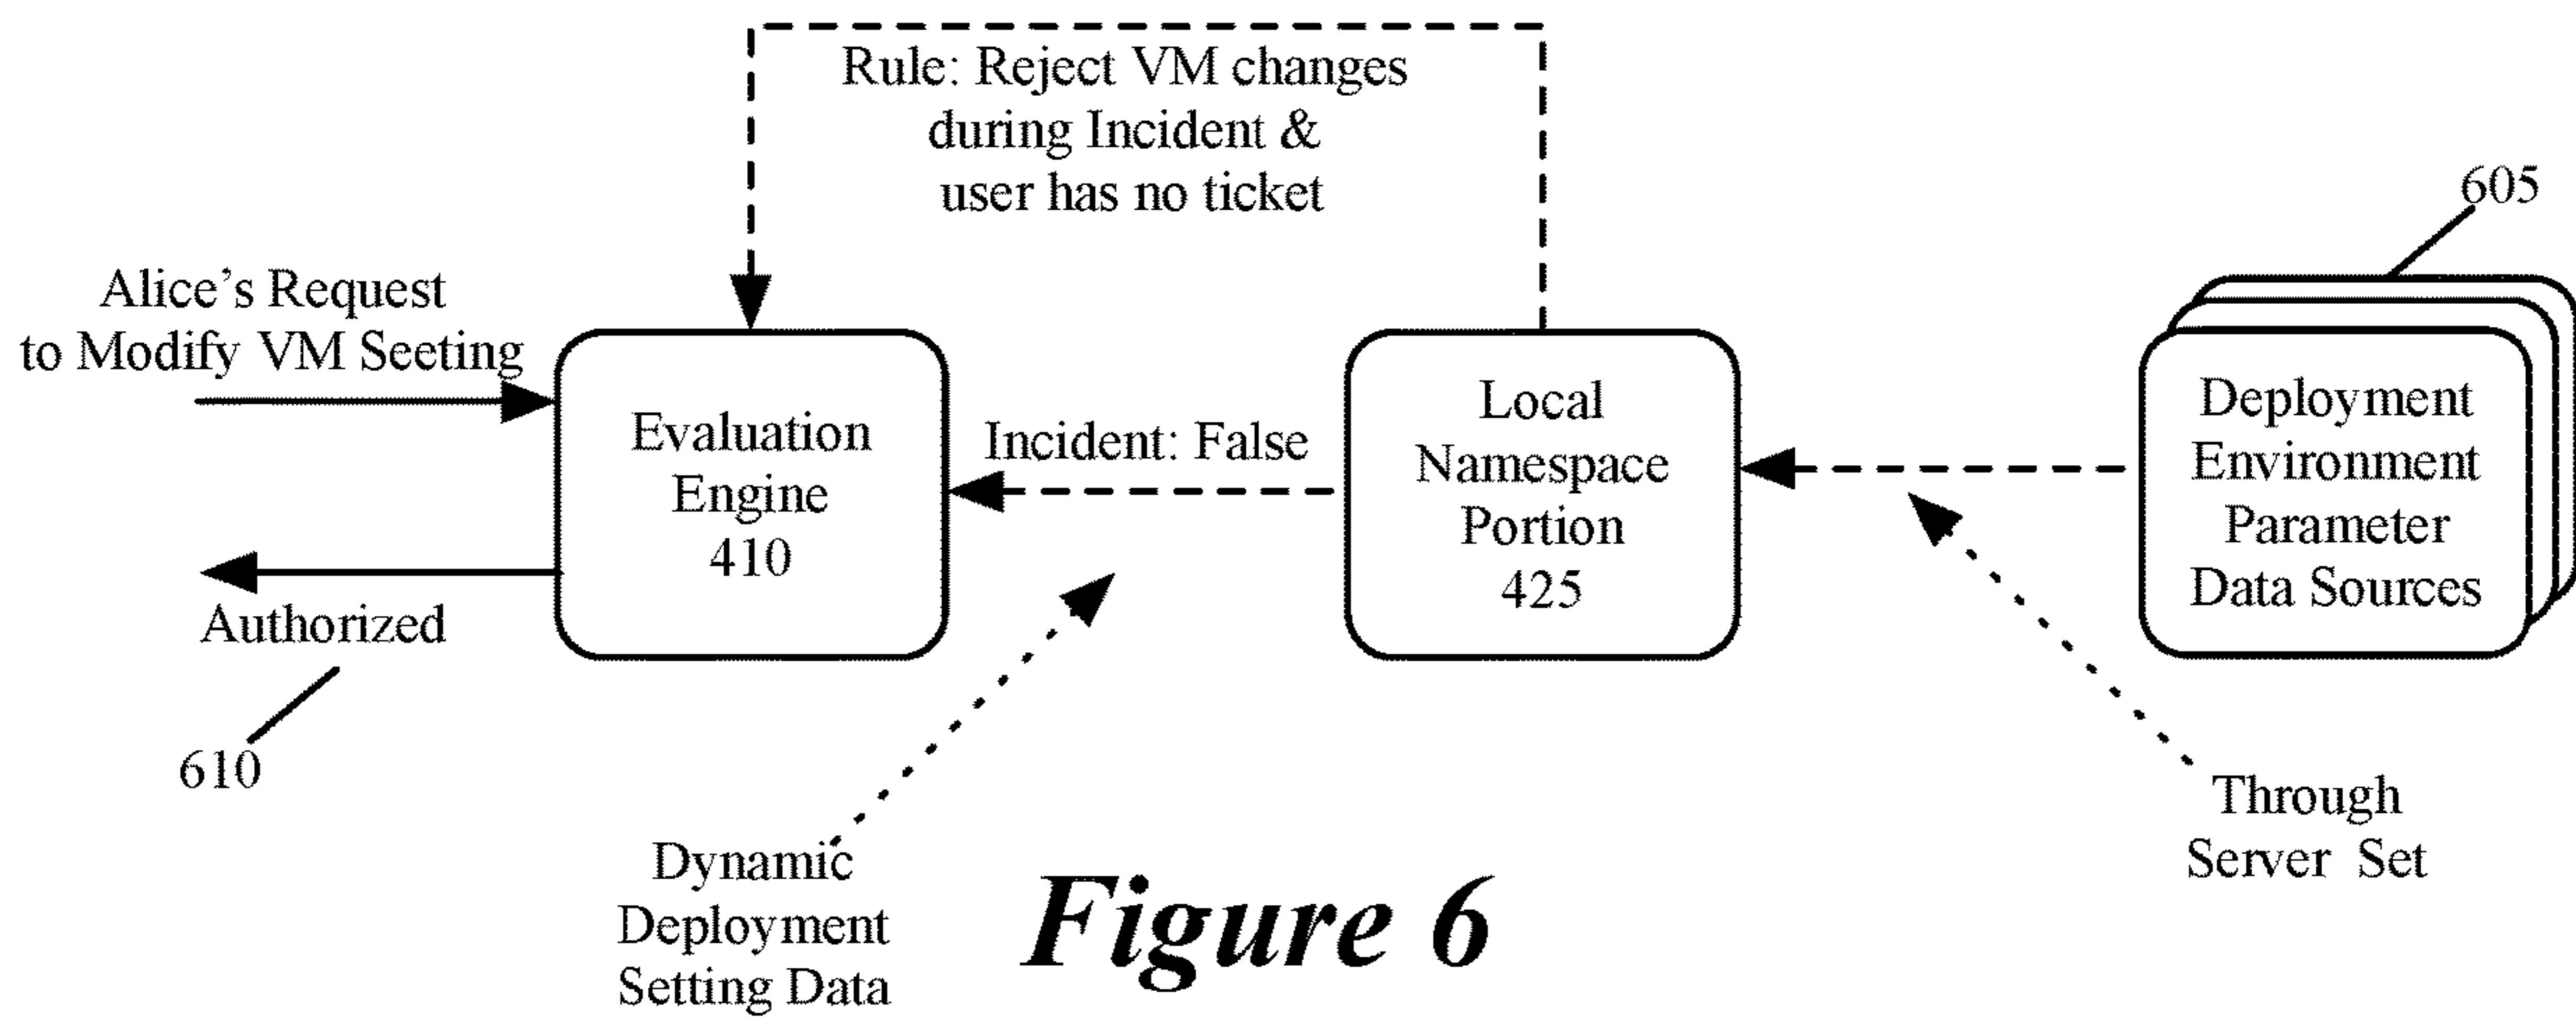 Rule: Reject VM changes
during Incident &
user has no ticket
605
Alice's Request
to Modify VM Seeting
Evaluation
Engine
410
Incident: False
Local
Namespace
Portion
425
Deployment
Environment
Parameter
Data Sources
Authorized
610
Dynamic
Deployment
Setting Data
Through
Server Set
Figure 6